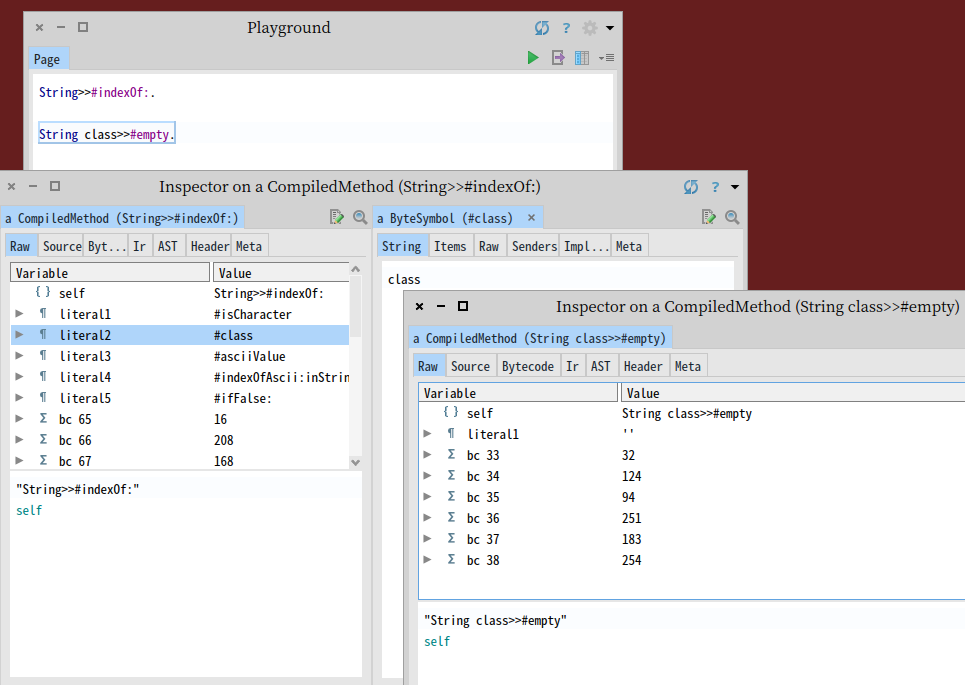 Playground
?
Page
String>>#indexOf:.
String class>>#empty.
Inspector on a CompiledMethod (String>>#indexOf:)
?
a CompiledMethod (String>>#indexOf:)
Raw Source Byt... Ir AST Header Meta
Variable Value
{ } self String>>#indexOf:
¶ literal1 #isCharacter
¶ literal2 #class
¶ literal3 #asciiValue
¶ literal4 #indexOfAscii:inStrin
¶ literal5 #ifFalse:
Σ bc 65 16
Σ bc 66 208
Σ bc 67 168
"String>>#indexOf:"
self
a ByteSymbol (#class) ×
String Items Raw Senders Impl... Meta
class
Inspector on a CompiledMethod (String class>>#empty)
a CompiledMethod (String class>>#empty)
Raw Source Bytecode Ir AST Header Meta
Variable Value
{ } self String class>>#empty
¶ literal1 ''
Σ bc 33 32
Σ bc 34 124
Σ bc 35 94
Σ bc 36 251
Σ bc 37 183
Σ bc 38 254
"String class>>#empty"
self